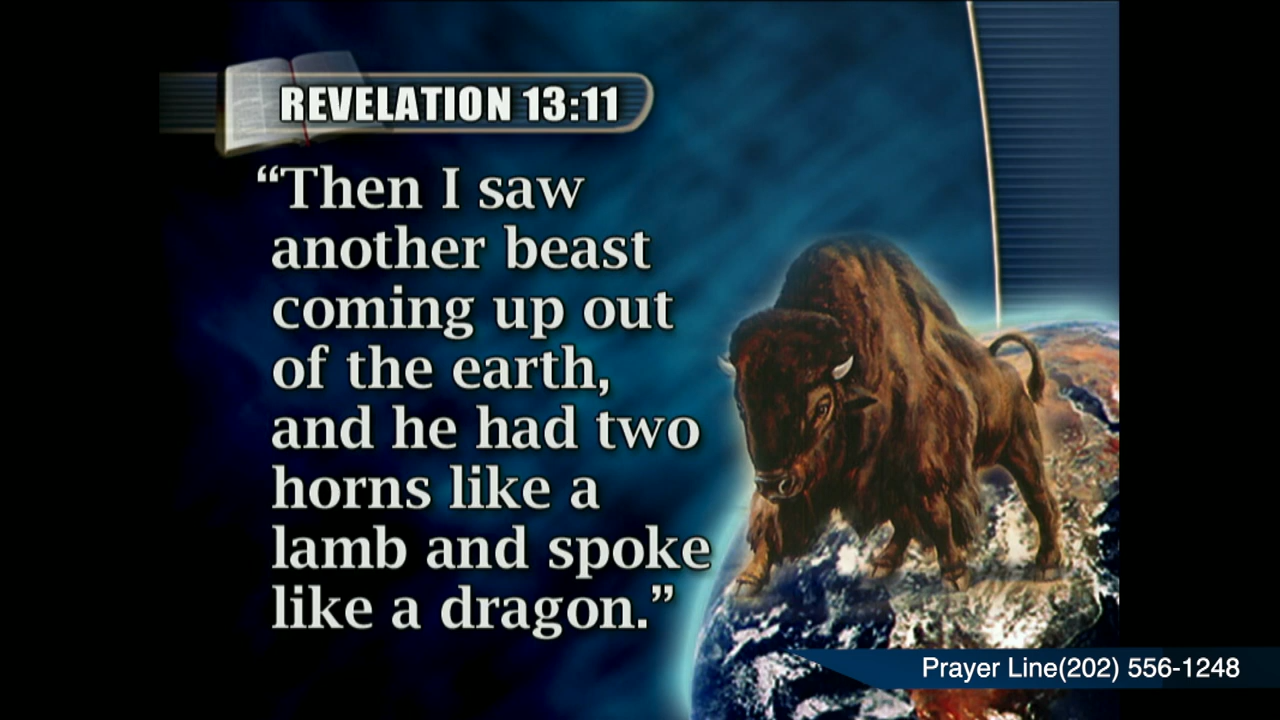 REVELATION 13:11
“Then I saw
another beast
coming up out
of the earth,
and he had two
horns like a
lamb and spoke
like a dragon.”
Prayer Line(202) 556-1248